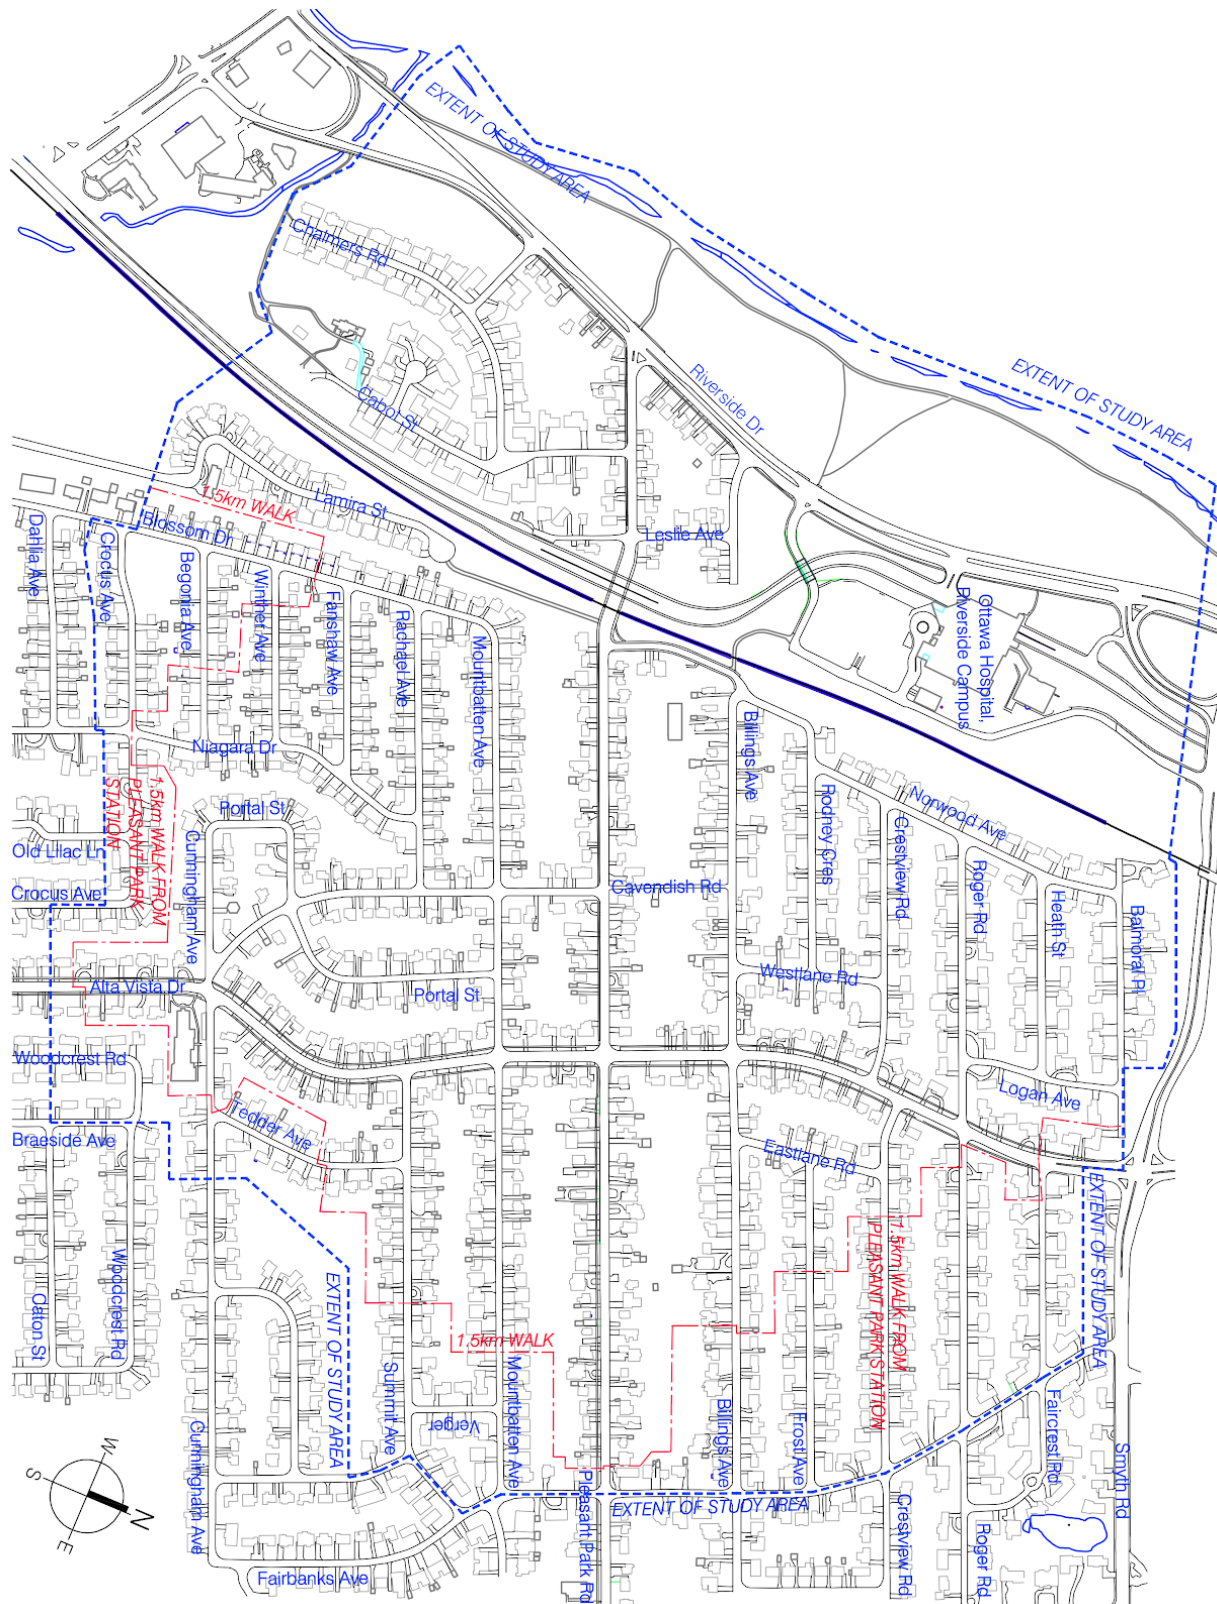 EXTENT OF STUDY AREA
Chalmers Rd
Riverside Dr
EXTENT OF STUDY AREA
Cabot St
1.5km WALK
Lamira St
Blossom Dr
Leslie Ave
Dahlia Ave
Crocus Ave
Begonia Ave
Winther Ave
Fanshaw Ave
Rachael Ave
Mountbatten Ave
Ottawa Hospital,
Riverside Campus
Niagara Dr
Billings Ave
Rodney Cres
Norwood Ave
Crestview Rd
Portal St
1.5km WALK FROM
PLEASANT PARK
STATION
Cunningham Ave
Old Lilac Ln
Crocus Ave
Cavendish Rd
Roger Rd
Heath St
Balmoral Pl
Alta Vista Dr
Portal St
Westlane Rd
Woodcrest Rd
Logan Ave
Tedder Ave
Braeside Ave
Eastlane Rd
1.5km WALK FROM
PLEASANT PARK STATION
EXTENT OF STUDY AREA
Woodcrest Rd
Caton St
EXTENT OF STUDY AREA
1.5km WALK
Summit Ave
Mountbatten Ave
Verger
Billings Ave
Frost Ave
Faircrest Rd
Smyth Rd
Cunningham Ave
Pleasant Park Rd
EXTENT OF STUDY AREA
Crestview Rd
Roger Rd
Fairbanks Ave
W
S
N
E